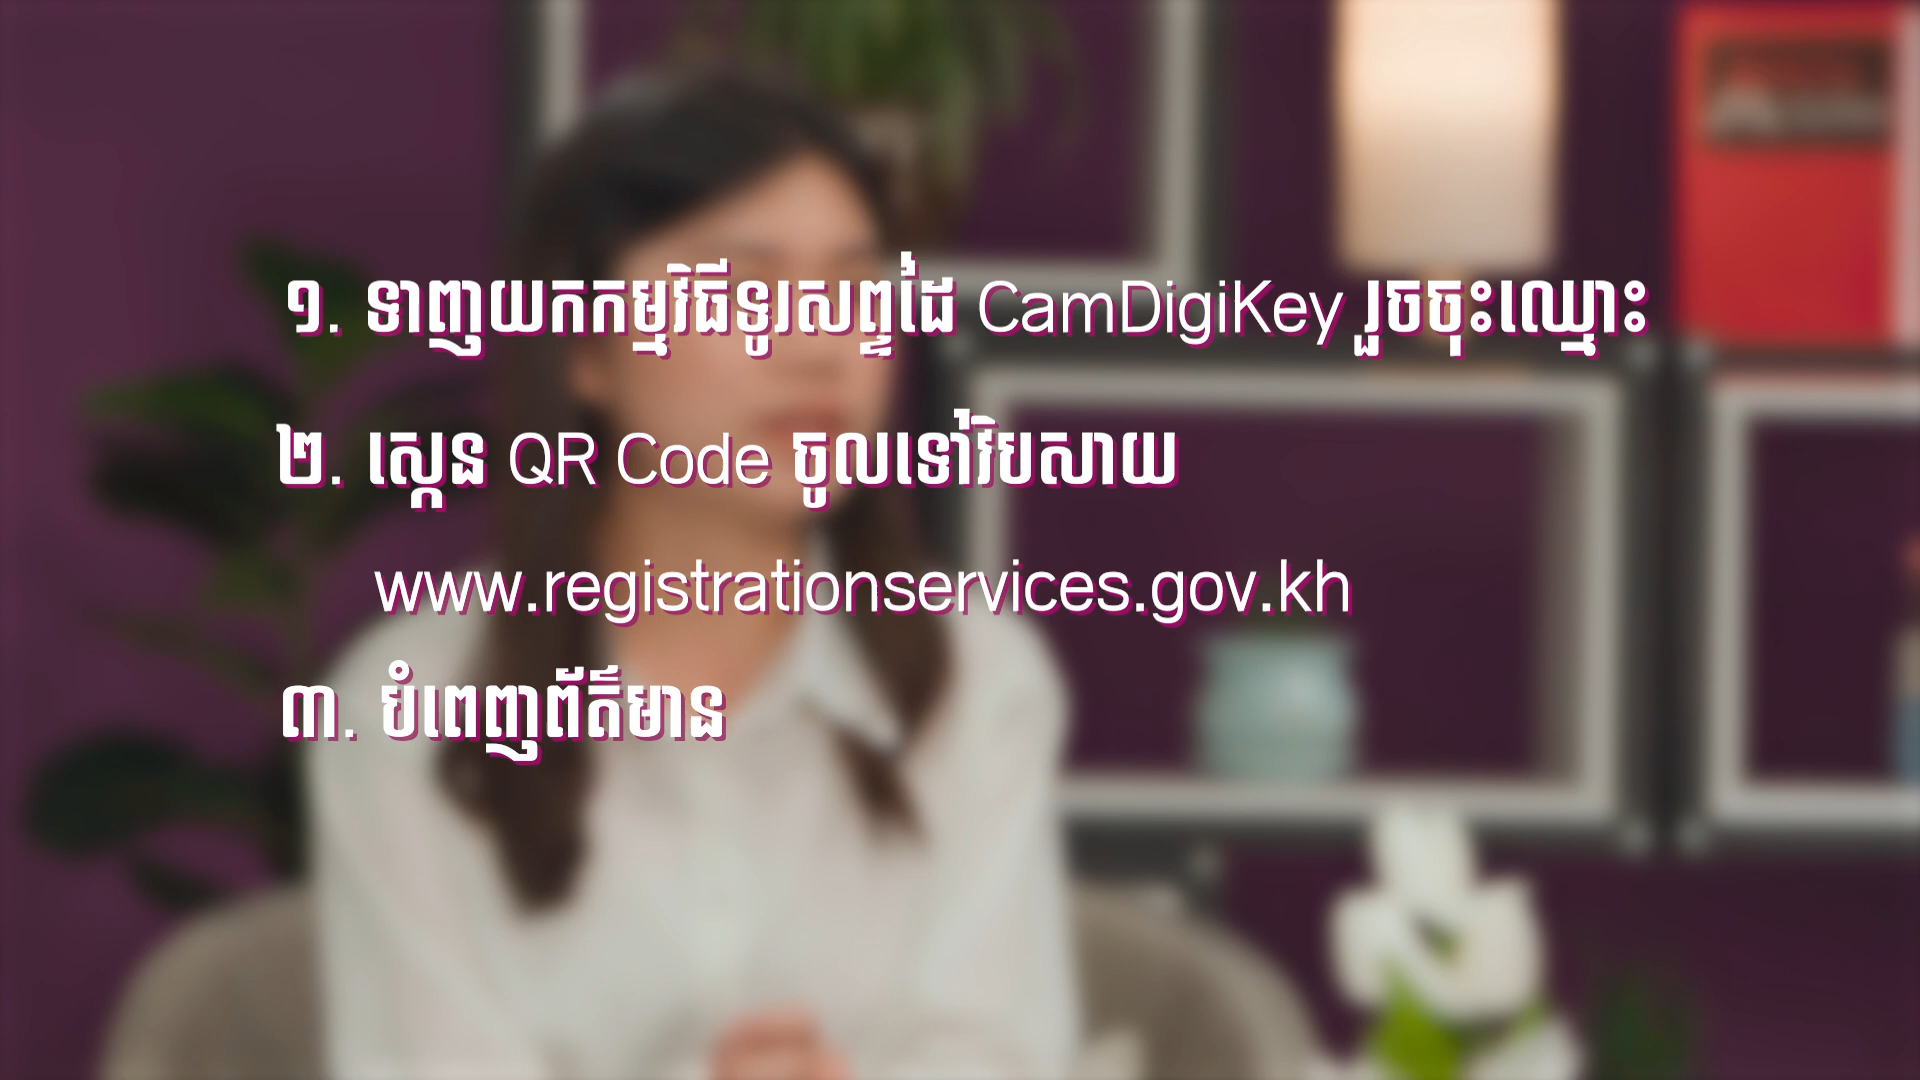 ១. ទាញយកកម្មវិធីទូរសព្ទដៃ CamDigiKey រួចចុះឈ្មោះ
២. ស្កេន QR Code ចូលទៅវិបសាយ
www.registrationservices.gov.kh
៣. បំពេញព័ត៌មាន